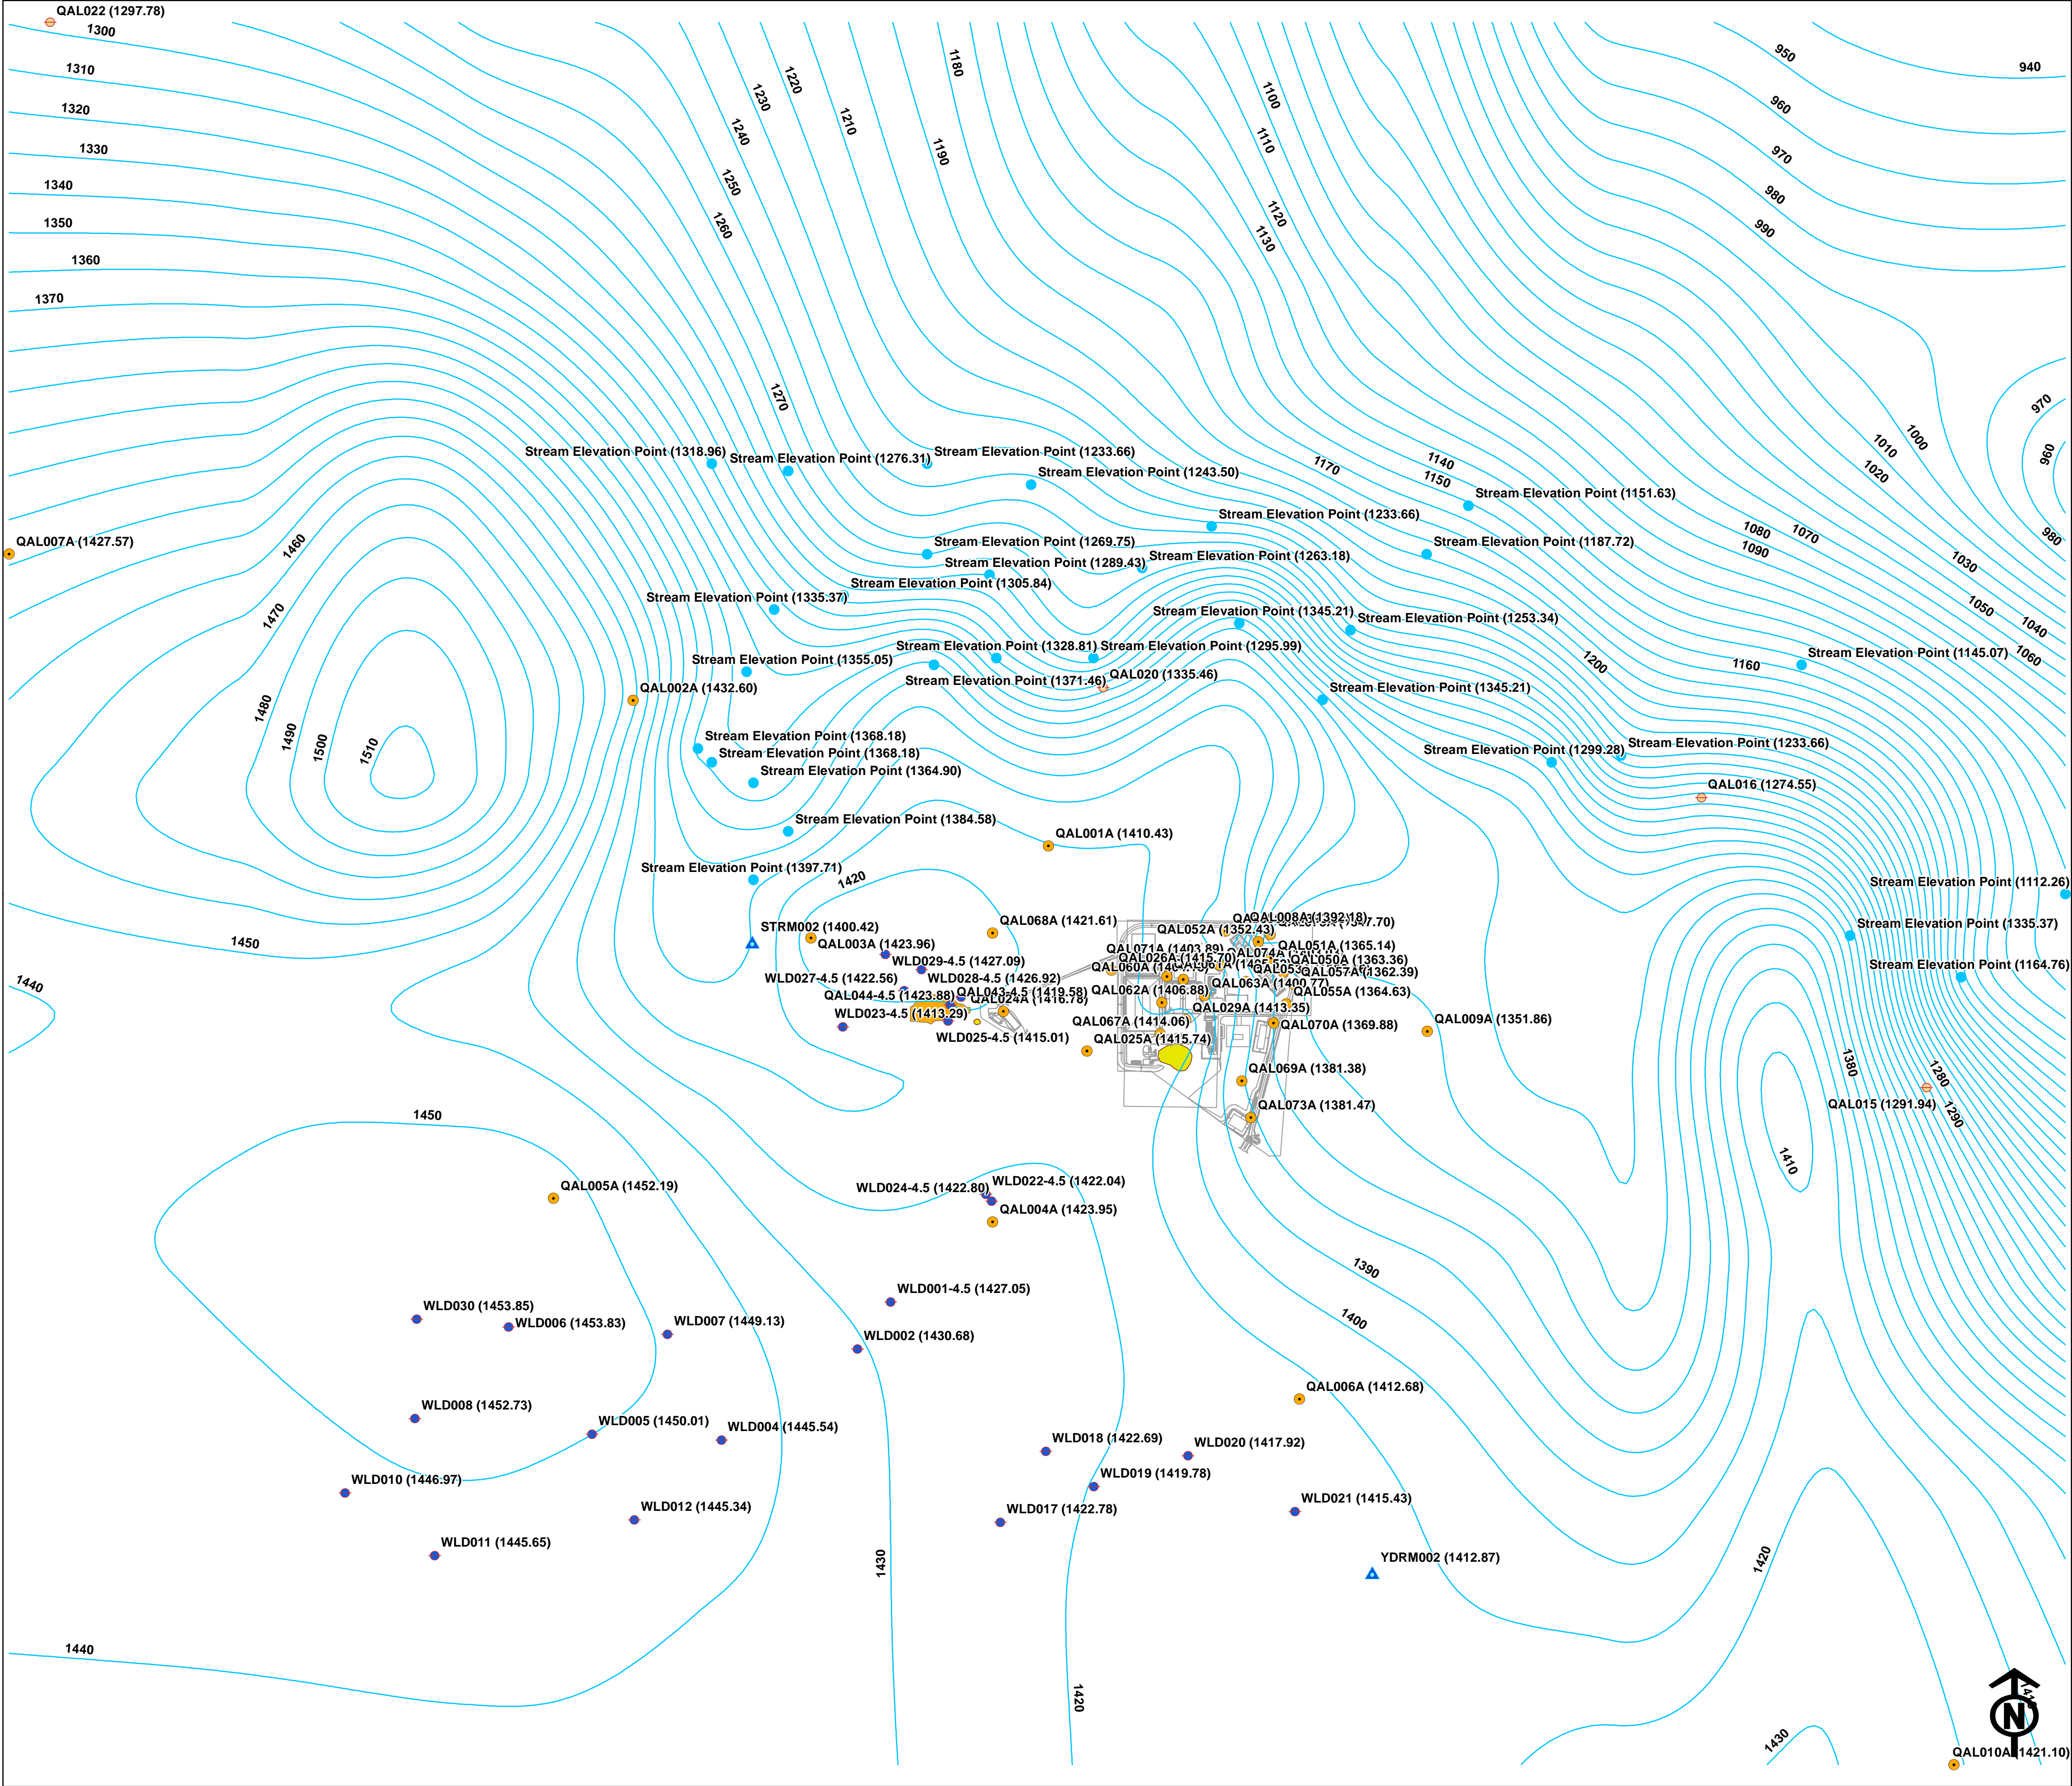 QAL022 (1297.78)
1300
1310
1320
1330
1340
1350
1360
1370
1180
1220
1230
1210
1240
1190
1250
1260
1270
1100
1110
1120
1130
950
940
960
970
980
990
970
960
980
1000
1010
1020
1030
1040
1050
1060
1070
1080
1090
1140
1150
1160
1170
1200
Stream Elevation Point (1318.96)
Stream Elevation Point (1276.31)
Stream Elevation Point (1233.66)
Stream Elevation Point (1243.50)
Stream Elevation Point (1151.63)
Stream Elevation Point (1233.66)
Stream Elevation Point (1269.75)
Stream Elevation Point (1187.72)
Stream Elevation Point (1263.18)
Stream Elevation Point (1289.43)
Stream Elevation Point (1305.84)
Stream Elevation Point (1335.37)
Stream Elevation Point (1345.21)
Stream Elevation Point (1253.34)
Stream Elevation Point (1328.81)
Stream Elevation Point (1295.99)
Stream Elevation Point (1355.05)
Stream Elevation Point (1371.46)
Stream Elevation Point (1145.07)
QAL020 (1335.46)
QAL007A (1427.57)
QAL002A (1432.60)
1460
1470
1480
1490
1500
1510
Stream Elevation Point (1345.21)
Stream Elevation Point (1368.18)
Stream Elevation Point (1368.18)
Stream Elevation Point (1364.90)
Stream Elevation Point (1299.28)
Stream Elevation Point (1233.66)
QAL016 (1274.55)
Stream Elevation Point (1384.58)
QAL001A (1410.43)
Stream Elevation Point (1397.71)
1420
Stream Elevation Point (1112.26)
Stream Elevation Point (1335.37)
Stream Elevation Point (1164.76)
1450
1440
STRM002 (1400.42)
QAL003A (1423.96)
QAL068A (1421.61)
WLD029-4.5 (1427.09)
WLD027-4.5 (1422.56)
WLD028-4.5 (1426.92)
QAL044-4.5 (1423.88)
QAL043-4.5 (1419.58)
QAL024A (1416.78)
WLD023-4.5 (1413.29)
WLD025-4.5 (1415.01)
QAL008A (1392.18)
QAL052A (1352.43)
QAL071A (1403.89)
QAL026A (1415.70)
QAL051A (1365.14)
QAL050A (1363.36)
QAL057A (1362.39)
QAL062A (1406.88)
QAL063A (1400.77)
QAL055A (1364.63)
QAL029A (1413.35)
QAL067A (1414.06)
QAL070A (1369.88)
QAL025A (1415.74)
QAL009A (1351.86)
QAL069A (1381.38)
QAL073A (1381.47)
1380
1280
1290
QAL015 (1291.94)
1410
1450
QAL005A (1452.19)
WLD024-4.5 (1422.80)
WLD022-4.5 (1422.04)
QAL004A (1423.95)
1390
1400
WLD001-4.5 (1427.05)
WLD030 (1453.85)
WLD006 (1453.83)
WLD007 (1449.13)
WLD002 (1430.68)
QAL006A (1412.68)
WLD008 (1452.73)
WLD005 (1450.01)
WLD004 (1445.54)
WLD018 (1422.69)
WLD020 (1417.92)
WLD010 (1446.97)
WLD019 (1419.78)
WLD012 (1445.34)
WLD017 (1422.78)
WLD021 (1415.43)
WLD011 (1445.65)
YDRM002 (1412.87)
1430
1420
1440
1420
1430
N
QAL010A (1421.10)